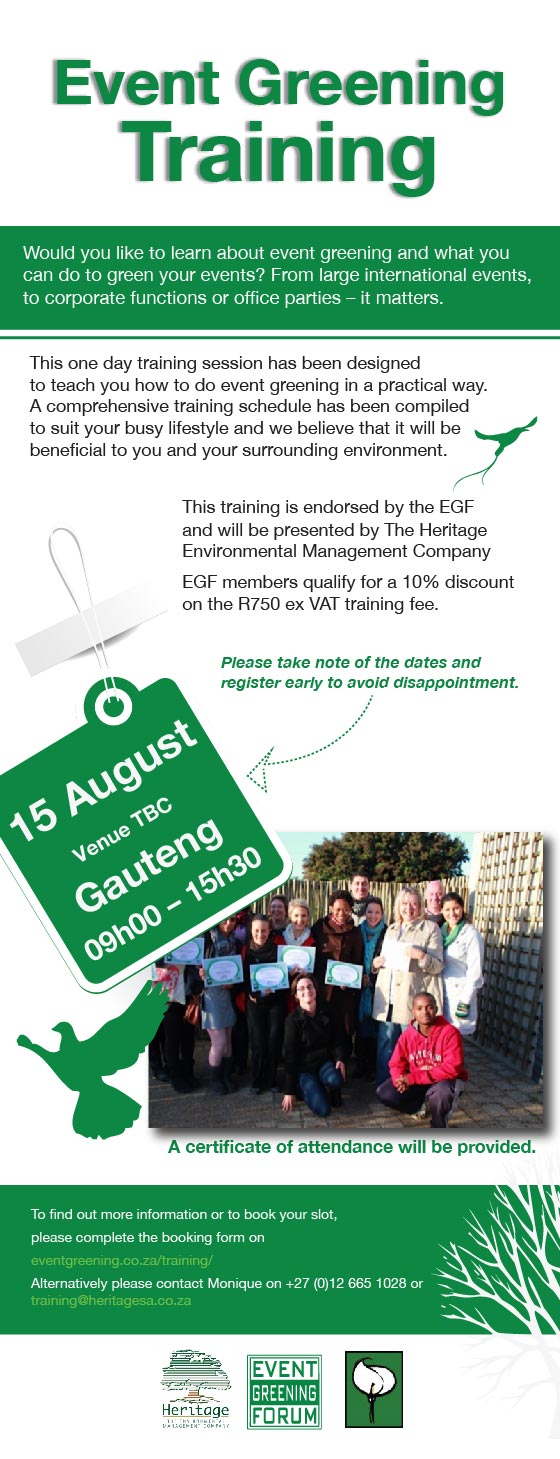 Event Greening
Training
Would you like to learn about event greening and what you
can do to green your events? From large international events,
to corporate functions or office parties – it matters.
This one day training session has been designed
to teach you how to do event greening in a practical way.
A comprehensive training schedule has been compiled
to suit your busy lifestyle and we believe that it will be
beneficial to you and your surrounding environment.
This training is endorsed by the EGF
and will be presented by The Heritage
Environmental Management Company
EGF members qualify for a 10% discount
on the R750 ex VAT training fee.
Please take note of the dates and
register early to avoid disappointment.
15 August
Venue TBC
Gauteng
09h00 – 15h30
A certificate of attendance will be provided.
To find out more information or to book your slot,
please complete the booking form on
eventgreening.co.za/training/
Alternatively please contact Monique on +27 (0)12 665 1028 or
training@heritagesa.co.za
Heritage
THE ENVIRONMENTAL
MANAGEMENT COMPANY
EVENT
GREENING
FORUM